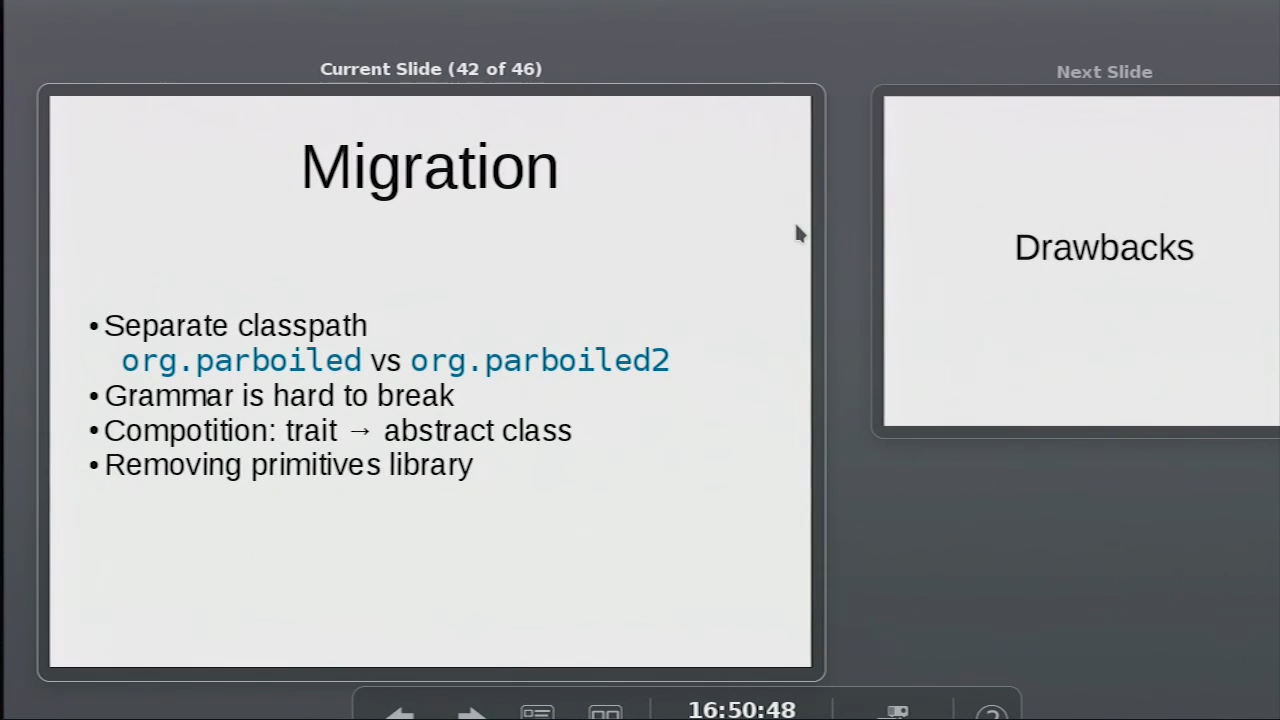 Current Slide (42 of 46)
Migration
• Separate classpath
org.parboiled vs org.parboiled2
• Grammar is hard to break
• Compotition: trait → abstract class
• Removing primitives library
Next Slide
Drawbacks
16:50:48